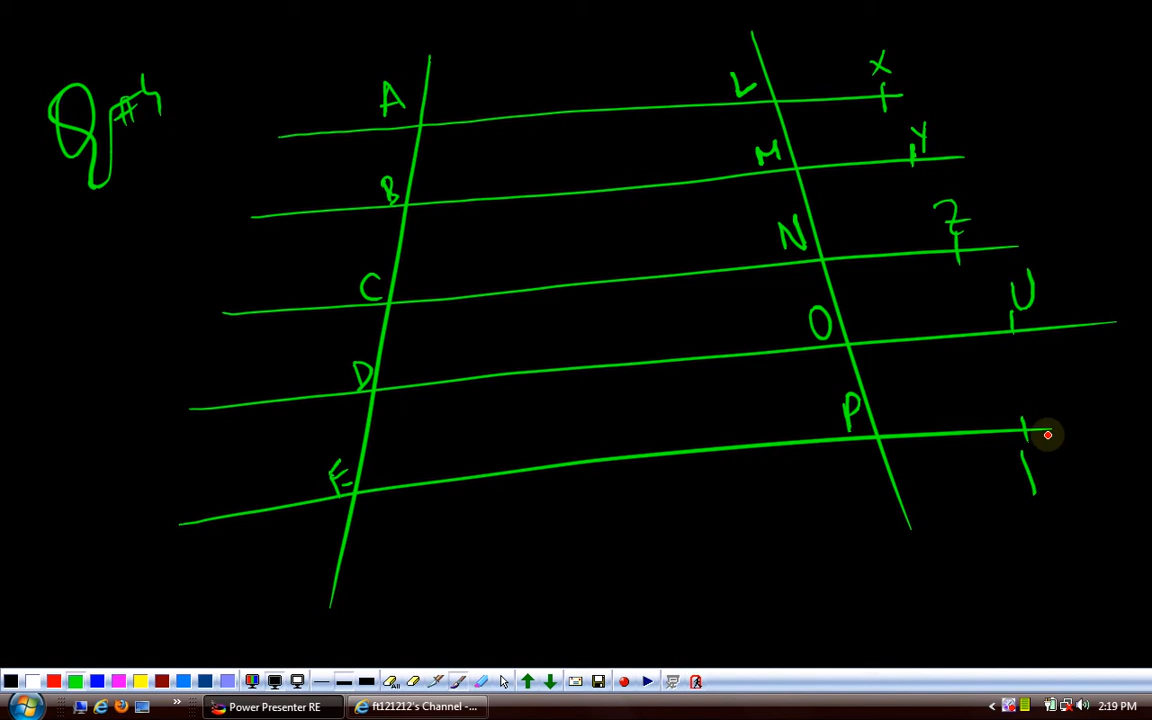 Q#4
A L X
B M Y
C N Z
D O U
E P
Power Presenter RE
ft121212's Channel -...
2:19 PM